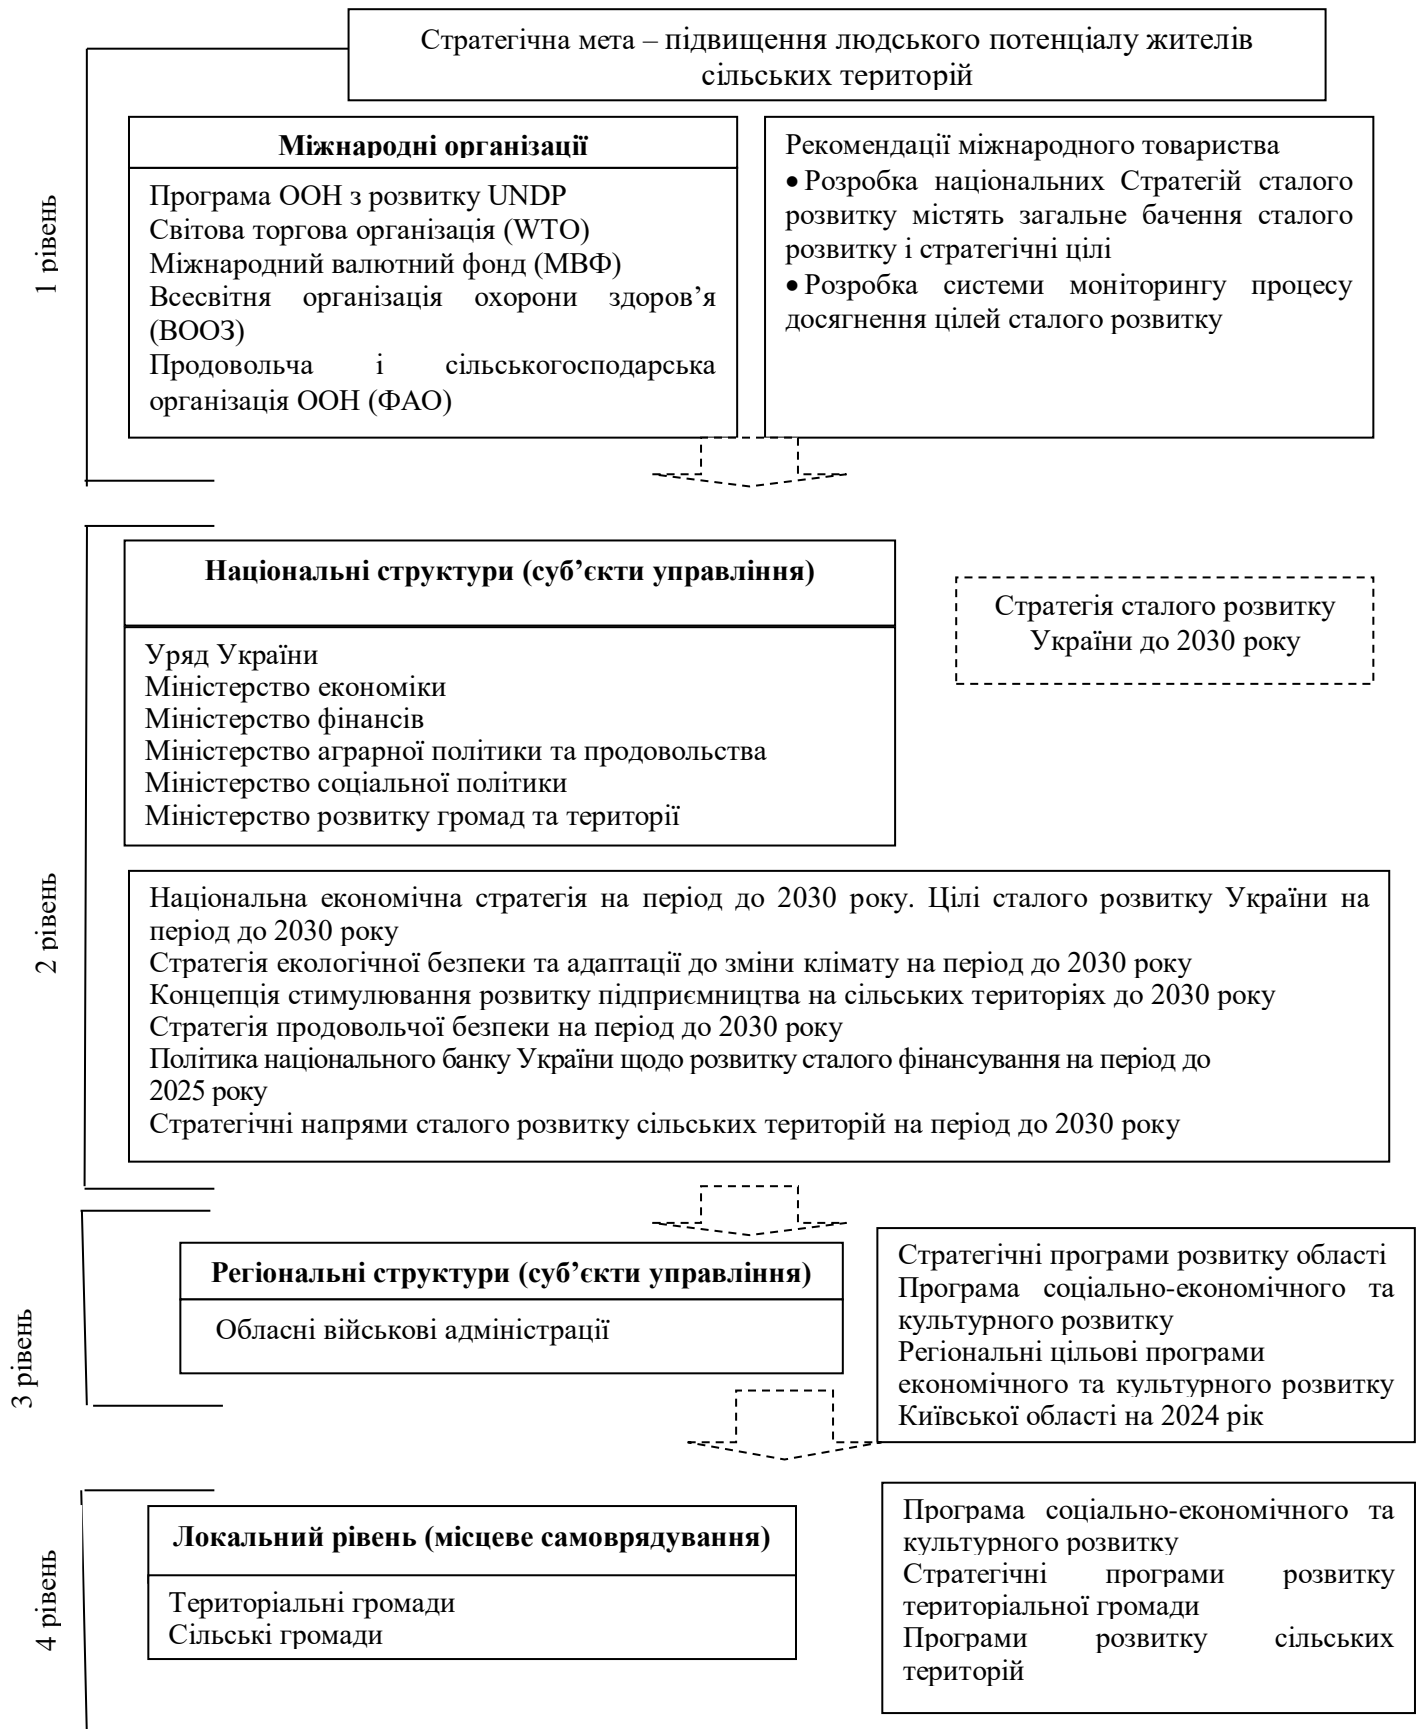 Стратегічна мета – підвищення людського потенціалу жителів
сільських територій
1 рівень
Міжнародні організації
Програма ООН з розвитку UNDP
Світова торгова організація (WTO)
Міжнародний валютний фонд (МВФ)
Всесвітня організація охорони здоров’я
(ВООЗ)
Продовольча і сільськогосподарська
організація ООН (ФАО)
Рекомендації міжнародного товариства
• Розробка національних Стратегій сталого
розвитку містять загальне бачення сталого
розвитку і стратегічні цілі
• Розробка системи моніторингу процесу
досягнення цілей сталого розвитку
2 рівень
Національні структури (суб’єкти управління)
Уряд України
Міністерство економіки
Міністерство фінансів
Міністерство аграрної політики та продовольства
Міністерство соціальної політики
Міністерство розвитку громад та території
Стратегія сталого розвитку
України до 2030 року
Національна економічна стратегія на період до 2030 року. Цілі сталого розвитку України на
період до 2030 року
Стратегія екологічної безпеки та адаптації до зміни клімату на період до 2030 року
Концепція стимулювання розвитку підприємництва на сільських територіях до 2030 року
Стратегія продовольчої безпеки на період до 2030 року
Політика національного банку України щодо розвитку сталого фінансування на період до
2025 року
Стратегічні напрями сталого розвитку сільських територій на період до 2030 року
3 рівень
Регіональні структури (суб’єкти управління)
Обласні військові адміністрації
Стратегічні програми розвитку області
Програма соціально-економічного та
культурного розвитку
Регіональні цільові програми
економічного та культурного розвитку
Київської області на 2024 рік
4 рівень
Локальний рівень (місцеве самоврядування)
Територіальні громади
Сільські громади
Програма соціально-економічного та
культурного розвитку
Стратегічні програми розвитку
територіальної громади
Програми розвитку сільських
територій